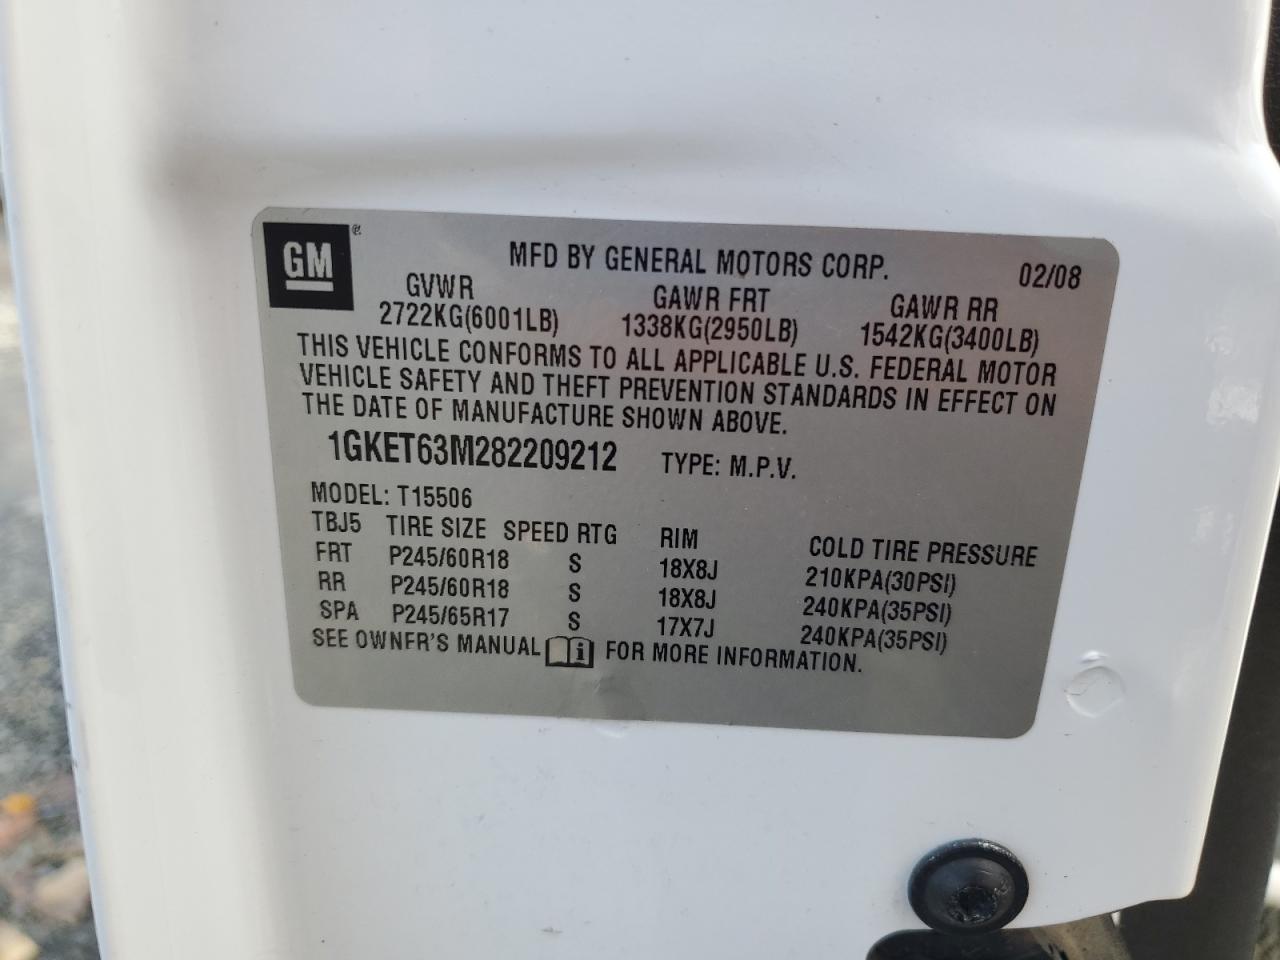 GM ®
MFD BY GENERAL MOTORS CORP. 02/08
GVWR GAWR FRT GAWR RR
2722KG(6001LB) 1338KG(2950LB) 1542KG(3400LB)
THIS VEHICLE CONFORMS TO ALL APPLICABLE U.S. FEDERAL MOTOR
VEHICLE SAFETY AND THEFT PREVENTION STANDARDS IN EFFECT ON
THE DATE OF MANUFACTURE SHOWN ABOVE.
1GKET63M282209212 TYPE: M.P.V.
MODEL: T15506
TBJ5 TIRE SIZE SPEED RTG RIM COLD TIRE PRESSURE
FRT P245/60R18 S 18X8J 210KPA(30PSI)
RR P245/60R18 S 18X8J 240KPA(35PSI)
SPA P245/65R17 S 17X7J 240KPA(35PSI)
SEE OWNER'S MANUAL i FOR MORE INFORMATION.